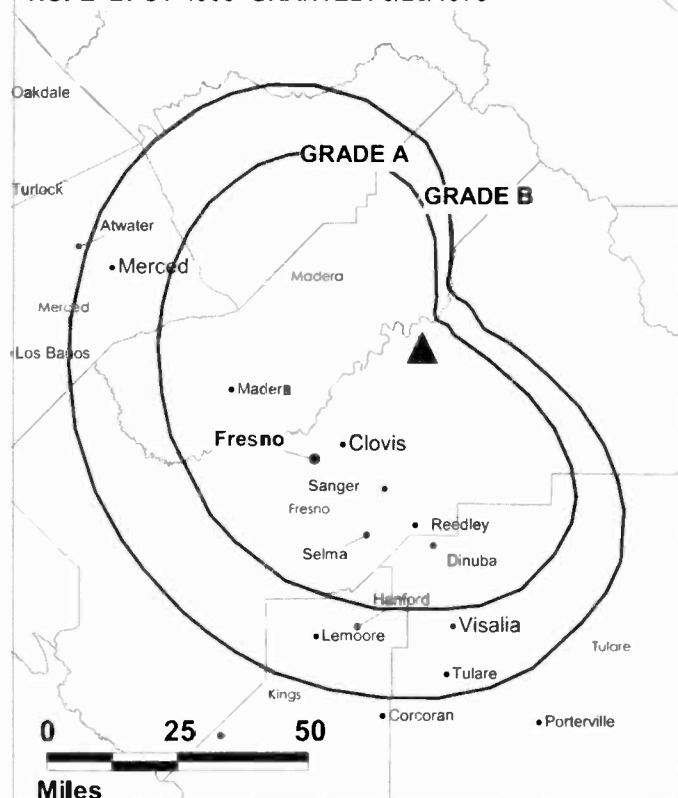 Oakdale
GRADE A
GRADE B
Turlock
Atwater
Merced
Madera
Merced
Los Banos
Madera
Fresno
Clovis
Sanger
Fresno
Reedley
Selma
Dinuba
Hanford
Lemoore
Visalia
Tulare
Tulare
Kings
Corcoran
Porterville
0 25 50
Miles